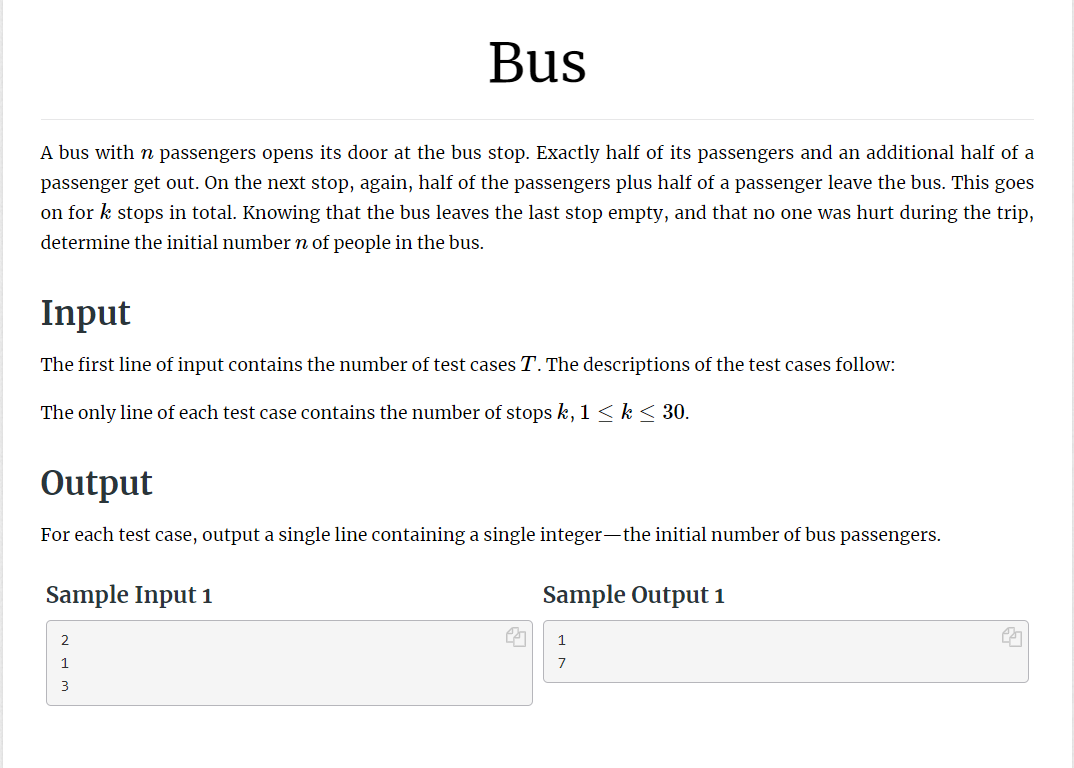 Bus
A bus with n passengers opens its door at the bus stop. Exactly half of its passengers and an additional half of a
passenger get out. On the next stop, again, half of the passengers plus half of a passenger leave the bus. This goes
on for k stops in total. Knowing that the bus leaves the last stop empty, and that no one was hurt during the trip,
determine the initial number n of people in the bus.
Input
The first line of input contains the number of test cases T. The descriptions of the test cases follow:
The only line of each test case contains the number of stops k, 1 ≤ k ≤ 30.
Output
For each test case, output a single line containing a single integer—the initial number of bus passengers.
Sample Input 1
2
1
3
Sample Output 1
1
7